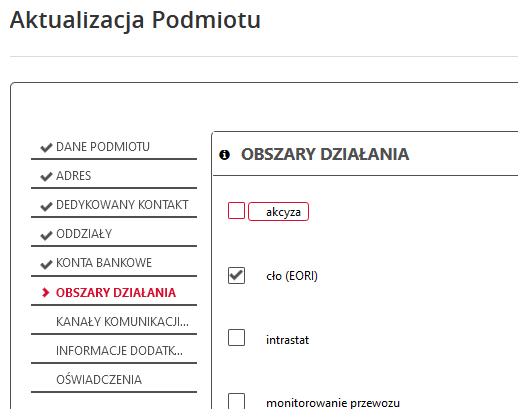 Aktualizacja Podmiotu
DANE PODMIOTU
ADRES
DEDYKOWANY KONTAKT
ODDZIAŁY
KONTA BANKOWE
OBSZARY DZIAŁANIA
KANAŁY KOMUNIKACJI...
INFORMACJE DODATK...
OŚWIADCZENIA
OBSZARY DZIAŁANIA
akcyza
cło (EORI)
intrastat
monitorowanie przewozu